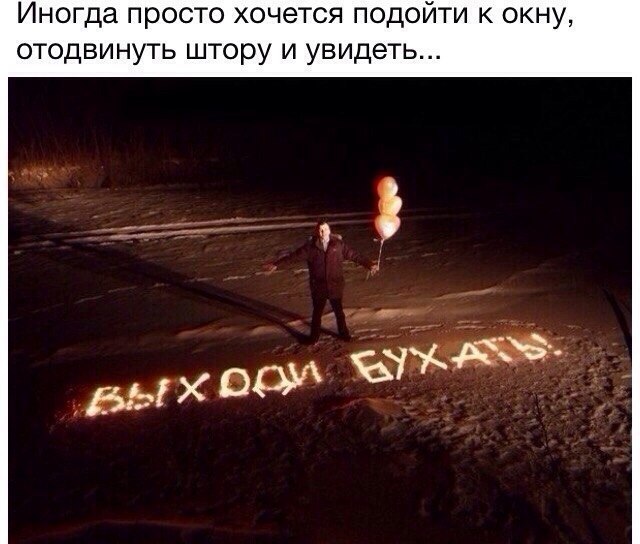 Иногда просто хочется подойти к окну,
отодвинуть штору и увидеть...
ВЫХОДИ БУХАТЬ!